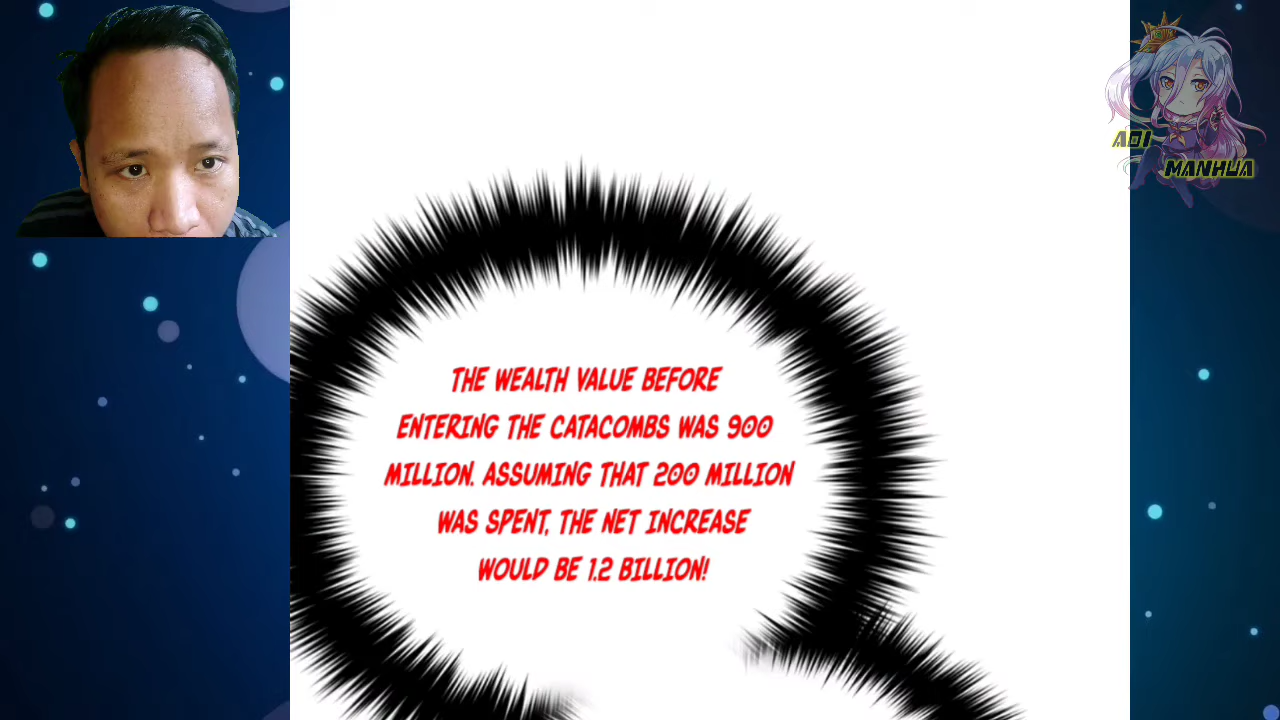 AOI
MANHUA
THE WEALTH VALUE BEFORE
ENTERING THE CATACOMBS WAS 900
MILLION. ASSUMING THAT 200 MILLION
WAS SPENT, THE NET INCREASE
WOULD BE 1.2 BILLION!